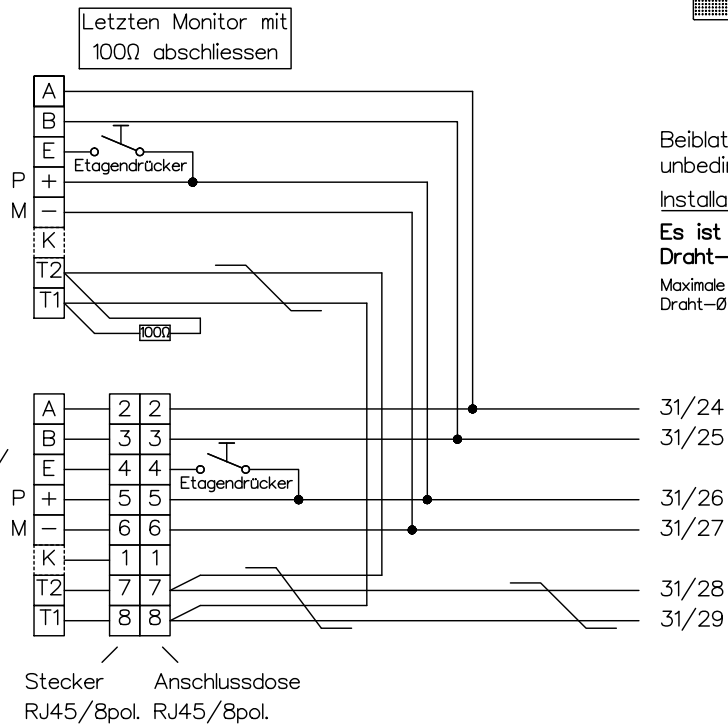 Letzten Monitor mit
100Ω abschliessen
A
B
E
Etagendrücker
P +
M –
K
T2
T1
100Ω
Beiblat
unbedin
Installa
Es ist
Draht–
Maximale
Draht–Ø
A 2 2 31/24
B 3 3 31/25
E 4 4
Etagendrücker
P + 5 5 31/26
M – 6 6 31/27
K 1 1
T2 7 7 31/28
T1 8 8 31/29
Stecker Anschlussdose
RJ45/8pol. RJ45/8pol.